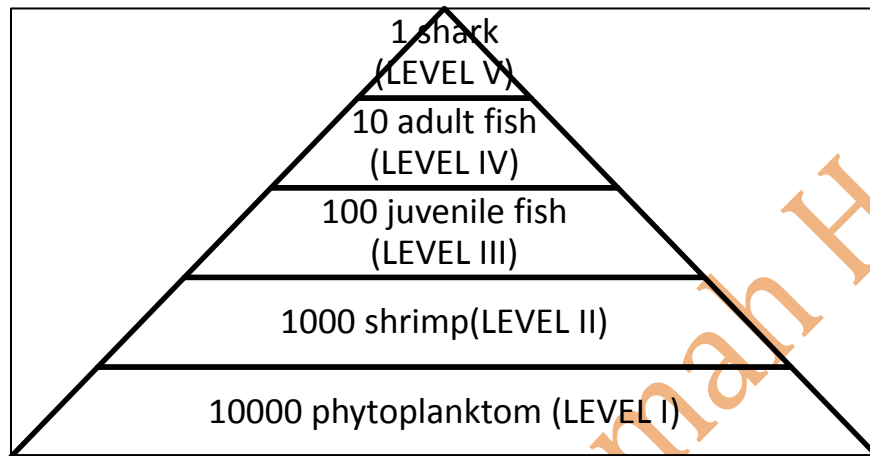 1 shark
(LEVEL V)
10 adult fish
(LEVEL IV)
100 juvenile fish
(LEVEL III)
1000 shrimp(LEVEL II)
10000 phytoplanktom (LEVEL I)
mah H